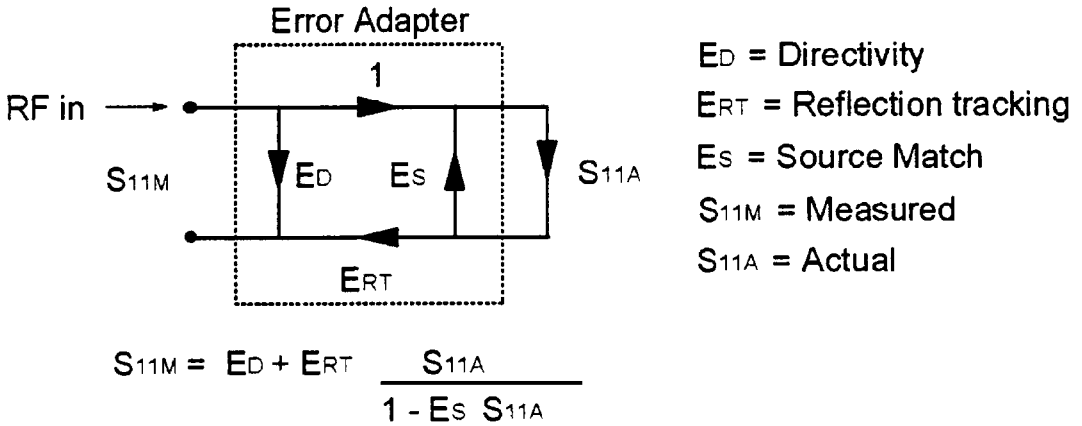 Error Adapter
1
RF in
S11M
ED
ES
S11A
ERT
ED = Directivity
ERT = Reflection tracking
ES = Source Match
S11M = Measured
S11A = Actual
S11M = ED + ERT S11A
1 - ES S11A